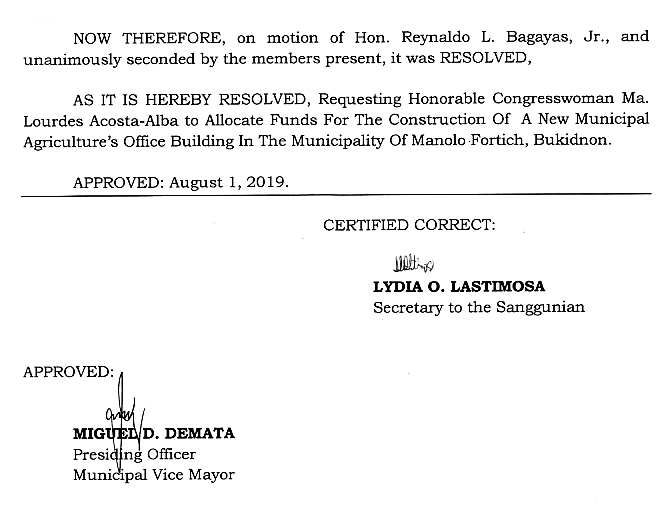 NOW THEREFORE, on motion of Hon. Reynaldo L. Bagayas, Jr., and
unanimously seconded by the members present, it was RESOLVED,
AS IT IS HEREBY RESOLVED, Requesting Honorable Congresswoman Ma.
Lourdes Acosta-Alba to Allocate Funds For The Construction Of A New Municipal
Agriculture's Office Building In The Municipality Of Manolo Fortich, Bukidnon.
APPROVED: August 1, 2019.
CERTIFIED CORRECT:
LYDIA O. LASTIMOSA
Secretary to the Sanggunian
APPROVED:
MIGUEL D. DEMATA
Presiding Officer
Municipal Vice Mayor